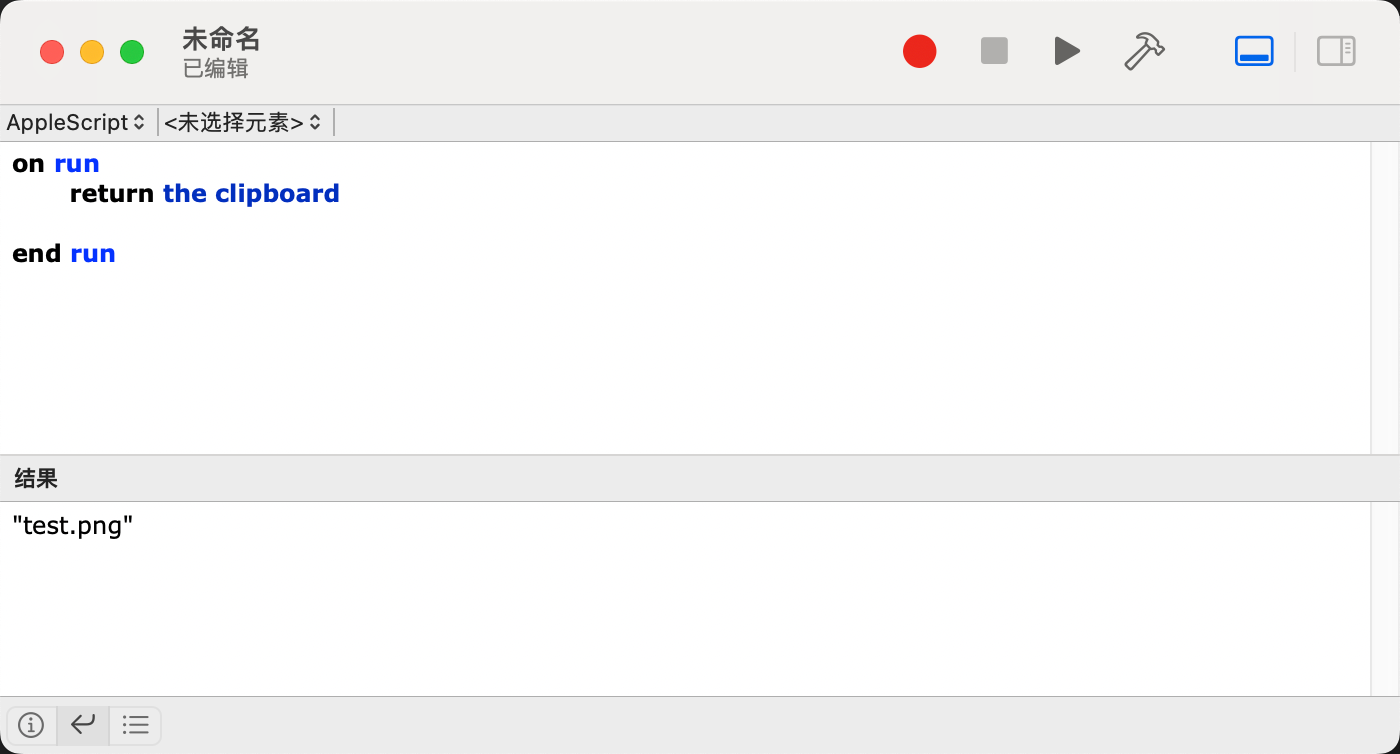 未命名
已编辑
AppleScript <未选择元素>
on run
return the clipboard
end run
结果
"test.png"